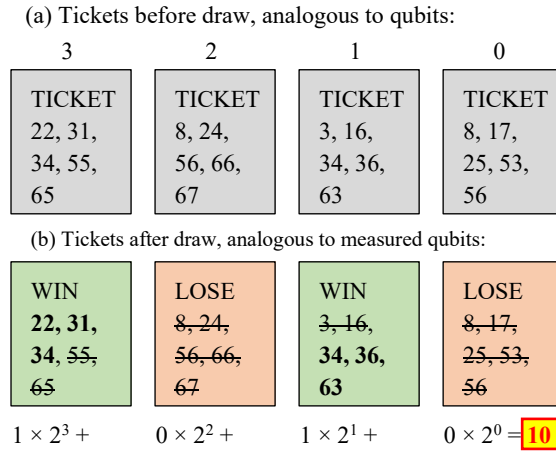 (a) Tickets before draw, analogous to qubits:
3 2 1 0
TICKET TICKET TICKET TICKET
22, 31, 8, 24, 3, 16, 8, 17,
34, 55, 56, 66, 34, 36, 25, 53,
65 67 63 56
(b) Tickets after draw, analogous to measured qubits:
WIN LOSE WIN LOSE
22, 31, 8, 24, 3, 16, 8, 17,
34, 55, 56, 66, 34, 36, 25, 53,
65 67 63 56
1 × 2³ + 0 × 2² + 1 × 2¹ + 0 × 2⁰ = 10